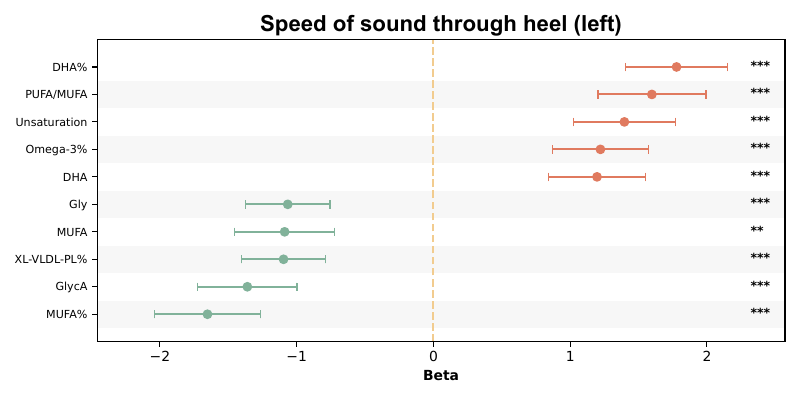 Speed of sound through heel (left)
DHA% ***
PUFA/MUFA ***
Unsaturation ***
Omega-3% ***
DHA ***
Gly ***
MUFA **
XL-VLDL-PL% ***
GlycA ***
MUFA% ***
−2 −1 0 1 2
Beta